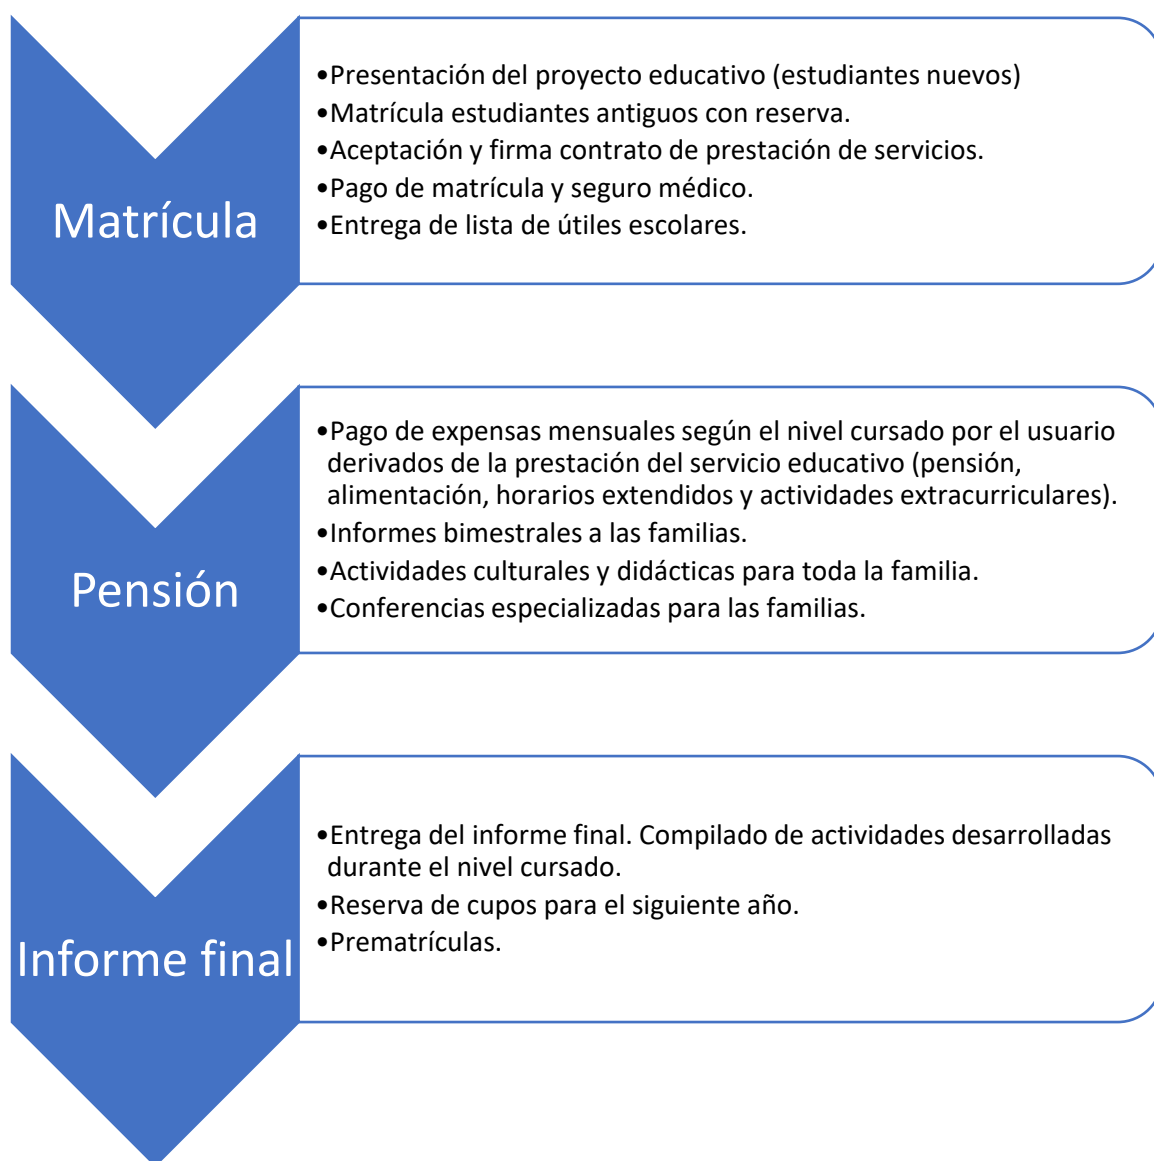 Matrícula
•Presentación del proyecto educativo (estudiantes nuevos)
•Matrícula estudiantes antiguos con reserva.
•Aceptación y firma contrato de prestación de servicios.
•Pago de matrícula y seguro médico.
•Entrega de lista de útiles escolares.
Pensión
•Pago de expensas mensuales según el nivel cursado por el usuario
derivados de la prestación del servicio educativo (pensión,
alimentación, horarios extendidos y actividades extracurriculares).
•Informes bimestrales a las familias.
•Actividades culturales y didácticas para toda la familia.
•Conferencias especializadas para las familias.
Informe final
•Entrega del informe final. Compilado de actividades desarrolladas
durante el nivel cursado.
•Reserva de cupos para el siguiente año.
•Prematrículas.